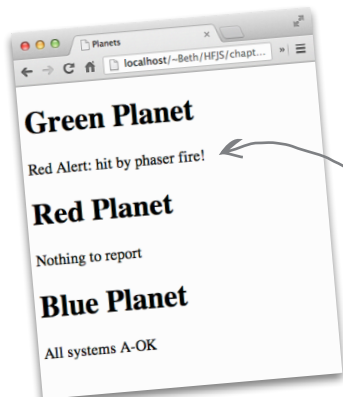 Planets
localhost/~Beth/HFJS/chapt...
Green Planet
Red Alert: hit by phaser fire!
Red Planet
Nothing to report
Blue Planet
All systems A-OK